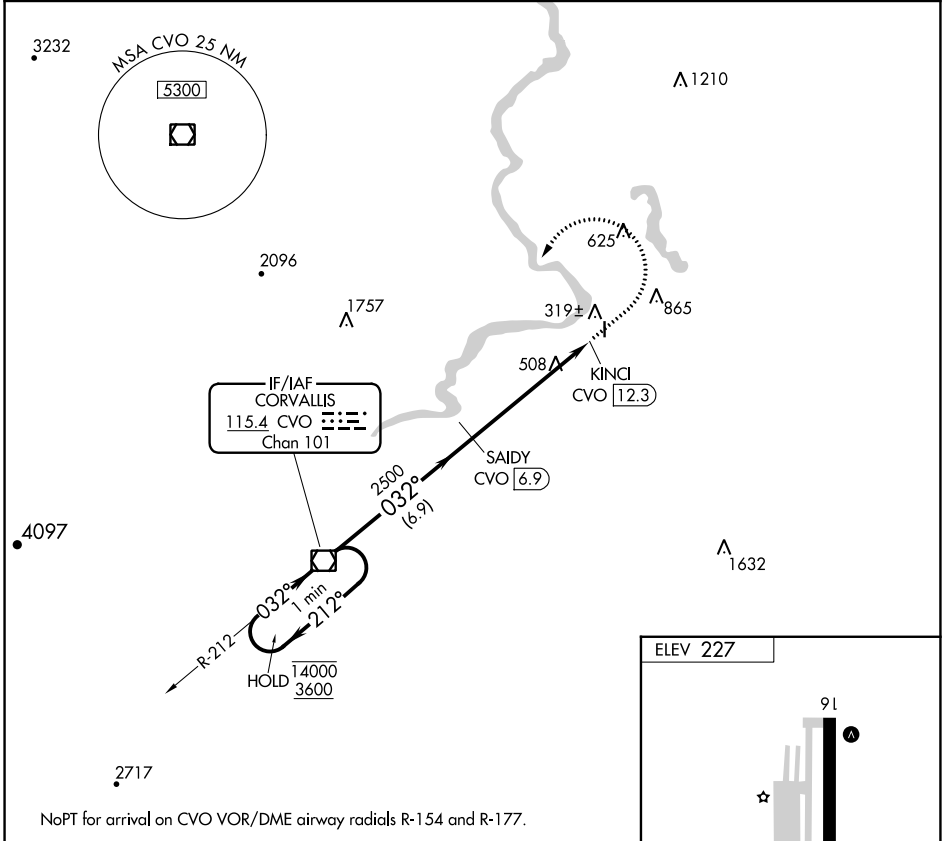 3232
MSA CVO 25 NM
5300
1210
625
2096
1757
319±
865
508
KINCI
CVO 12.3
IF/IAF
CORVALLIS
115.4 CVO
Chan 101
SAIDY
CVO 6.9
2500
032°
(6.9)
4097
1632
032°
1 min
212°
R-212
HOLD 14000
3600
ELEV 227
16
2717
NoPT for arrival on CVO VOR/DME airway radials R-154 and R-177.